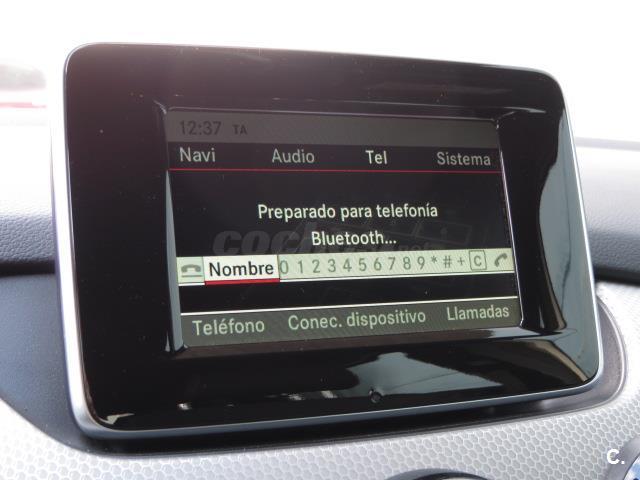 12:37 TA
Navi Audio Tel Sistema
Preparado para telefonía
Bluetooth...
Nombre 0 1 2 3 4 5 6 7 8 9 * # + C
Teléfono Conec. dispositivo Llamadas
C.